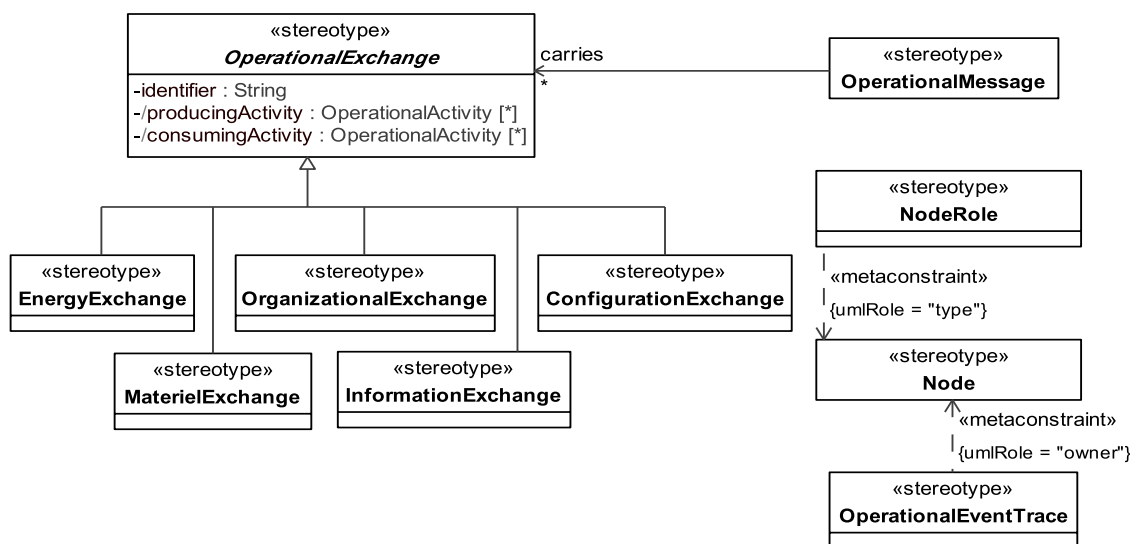 «stereotype»
OperationalExchange
-identifier : String
-/producingActivity : OperationalActivity [*]
-/consumingActivity : OperationalActivity [*]
carries
*
«stereotype»
OperationalMessage
«stereotype»
NodeRole
«stereotype»
EnergyExchange
«stereotype»
OrganizationalExchange
«stereotype»
ConfigurationExchange
«metaconstraint»
{umlRole = "type"}
«stereotype»
MaterielExchange
«stereotype»
InformationExchange
«stereotype»
Node
«metaconstraint»
{umlRole = "owner"}
«stereotype»
OperationalEventTrace